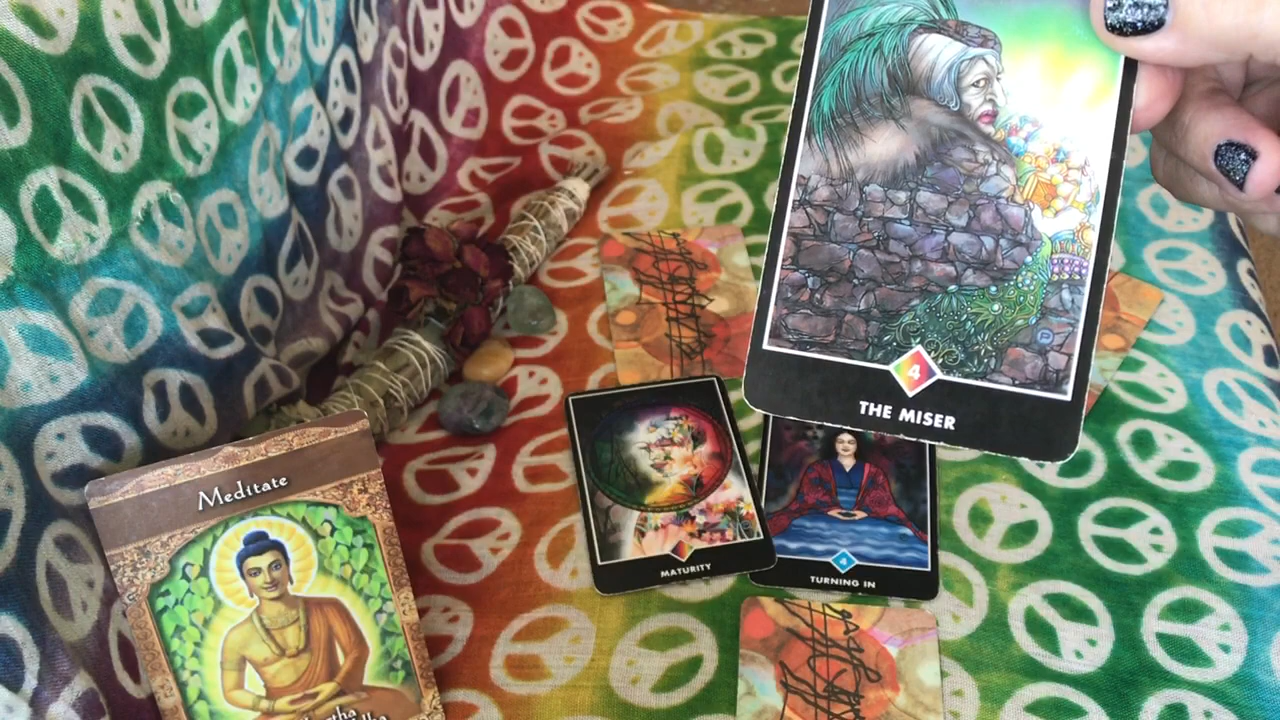 4
THE MISER
MATURITY
4
TURNING IN
Meditate